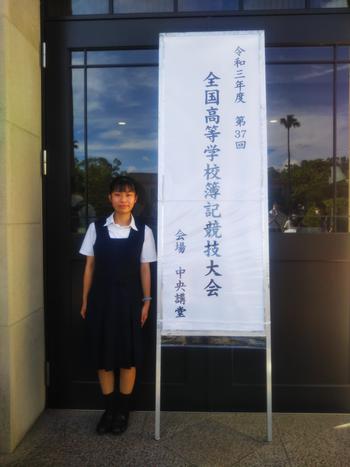 令和三年度 第37回
全国高等学校簿記競技大会
会場 中央講堂